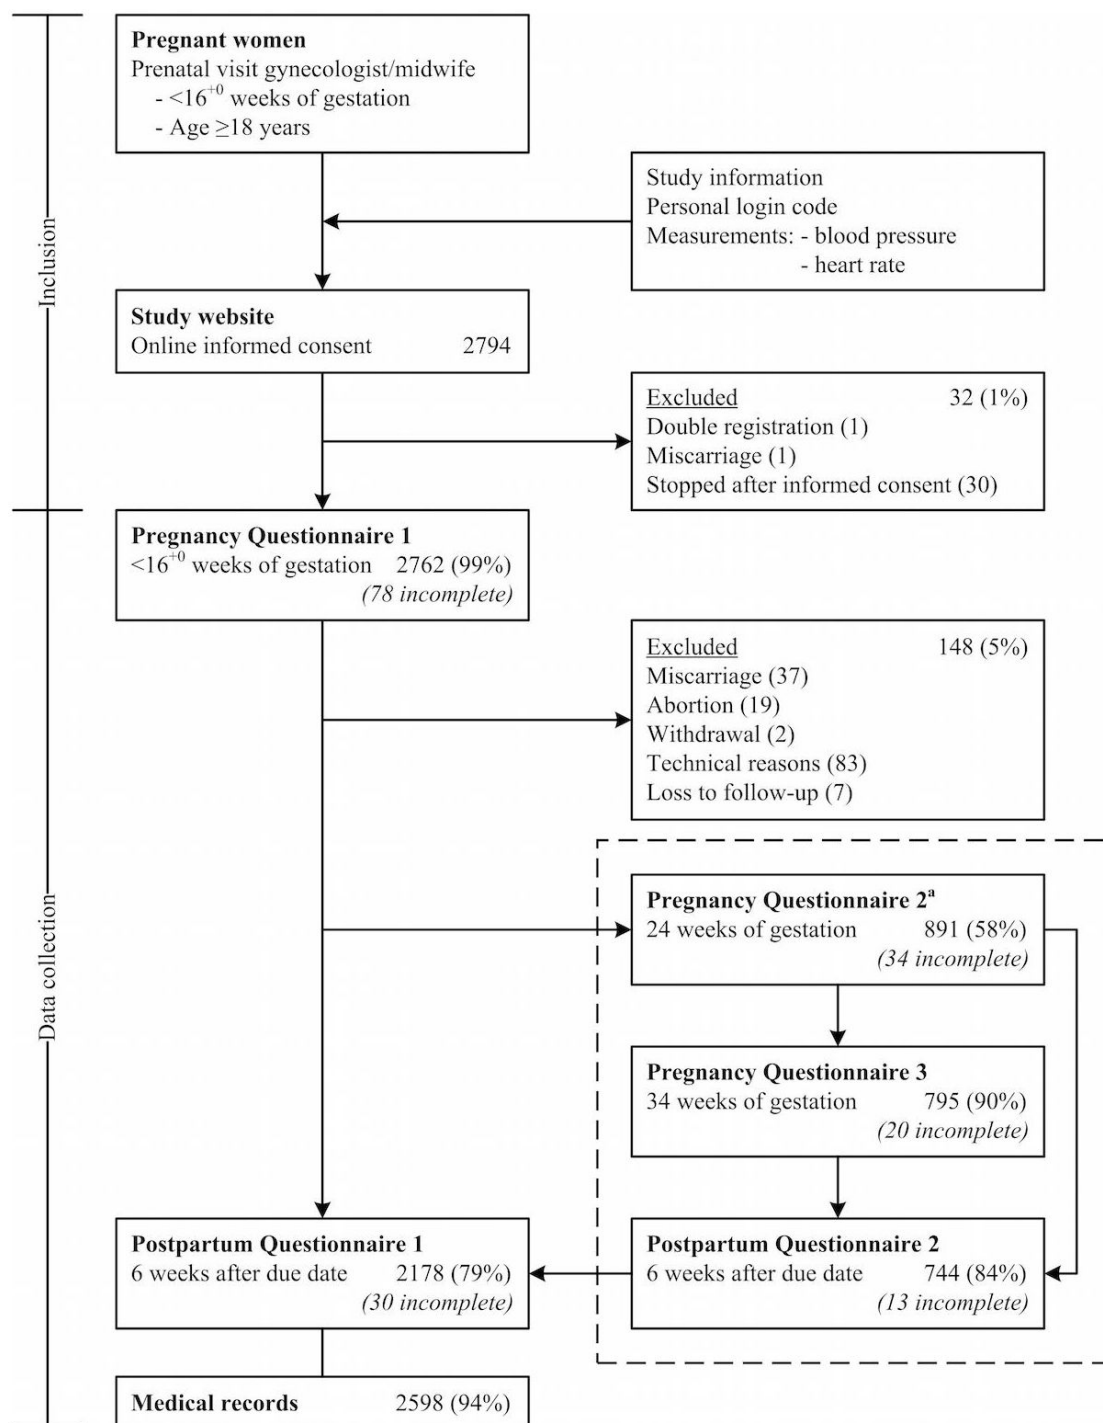 Pregnant women
Prenatal visit gynecologist/midwife
- <16⁺⁰ weeks of gestation
- Age ≥18 years
Study information
Personal login code
Measurements: - blood pressure
- heart rate
Inclusion
Study website
Online informed consent 2794
Excluded 32 (1%)
Double registration (1)
Miscarriage (1)
Stopped after informed consent (30)
Pregnancy Questionnaire 1
<16⁺⁰ weeks of gestation 2762 (99%)
(78 incomplete)
Excluded 148 (5%)
Miscarriage (37)
Abortion (19)
Withdrawal (2)
Technical reasons (83)
Loss to follow-up (7)
Data collection
Pregnancy Questionnaire 2ᵃ
24 weeks of gestation 891 (58%)
(34 incomplete)
Pregnancy Questionnaire 3
34 weeks of gestation 795 (90%)
(20 incomplete)
Postpartum Questionnaire 1
6 weeks after due date 2178 (79%)
(30 incomplete)
Postpartum Questionnaire 2
6 weeks after due date 744 (84%)
(13 incomplete)
Medical records 2598 (94%)